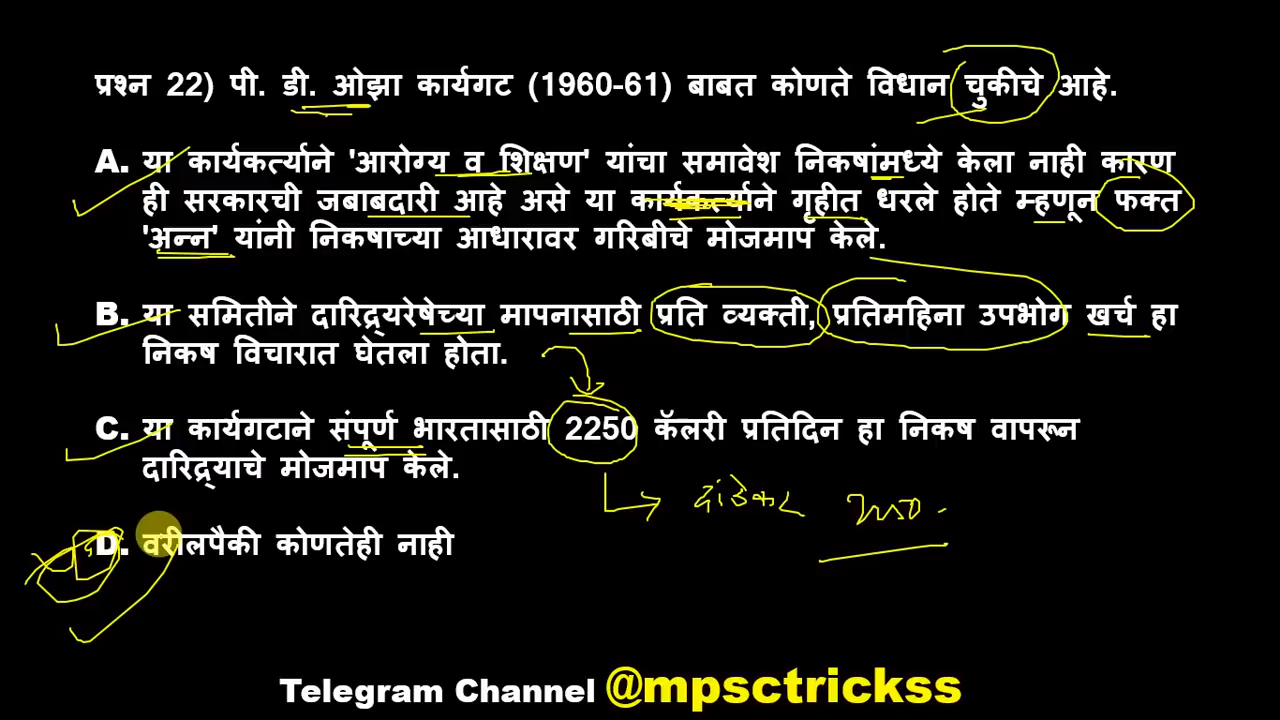 प्रश्न 22) पी. डी. ओझा कार्यगट (1960-61) बाबत कोणते विधान चुकीचे आहे.
A. या कार्यकर्त्याने 'आरोग्य व शिक्षण' यांचा समावेश निकषांमध्ये केला नाही कारण
ही सरकारची जबाबदारी आहे असे या कार्यकर्त्याने गृहीत धरले होते म्हणून फक्त
'अन्न' यांनी निकषाच्या आधारावर गरिबीचे मोजमाप केले.
B. या समितीने दारिद्र्यरेषेच्या मापनासाठी प्रति व्यक्ती, प्रतिमहिना उपभोग खर्च हा
निकष विचारात घेतला होता.
C. या कार्यगटाने संपूर्ण भारतासाठी 2250 कॅलरी प्रतिदिन हा निकष वापरून
दारिद्र्याचे मोजमाप केले.
दांडेकर
D. वरीलपैकी कोणतेही नाही
Telegram Channel @mpsctrickss